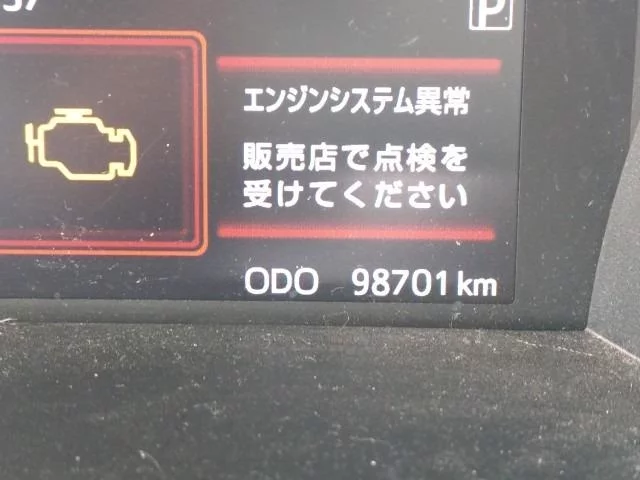 P
エンジンシステム異常
販売店で点検を
受けてください
ODO 98701km